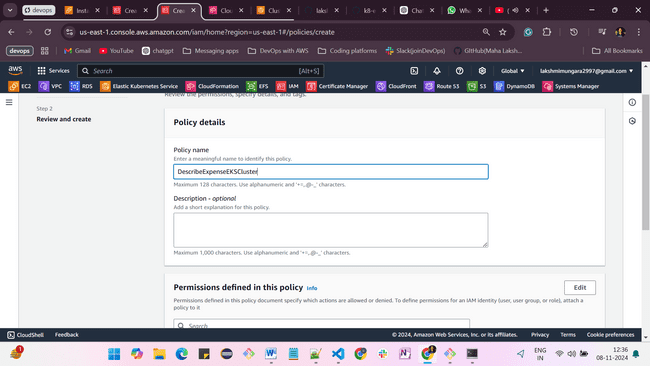 devops
Insta
Crea
Crea
Clou
Clust
laksl
k8-v
Chat
Wha
us-east-1.console.aws.amazon.com/iam/home?region=us-east-1#/policies/create
devops
Gmail
YouTube
chatgpt
Messaging apps
DevOps with AWS
Coding platforms
Slack(joinDevOps)
GitHub(Maha Laksh...
All Bookmarks
aws
Services
Search
[Alt+S]
Global
lakshmimungara2997@gmail.com
EC2
VPC
RDS
Elastic Kubernetes Service
CloudFormation
EFS
IAM
Certificate Manager
CloudFront
Route 53
S3
DynamoDB
Systems Manager
Step 2
Review and create
Review the permissions, specify details, and tags.
Policy details
Policy name
Enter a meaningful name to identify this policy.
DescribeExpenseEKSCluster
Maximum 128 characters. Use alphanumeric and '+=,.@-_' characters.
Description - optional
Add a short explanation for this policy.
Maximum 1,000 characters. Use alphanumeric and '+=,.@-_' characters.
Permissions defined in this policy Info
Edit
Permissions defined in this policy document specify which actions are allowed or denied. To define permissions for an IAM identity (user, user group, or role), attach a
policy to it
Search
CloudShell
Feedback
© 2024, Amazon Web Services, Inc. or its affiliates.
Privacy
Terms
Cookie preferences
ENG
IN
12:36
08-11-2024